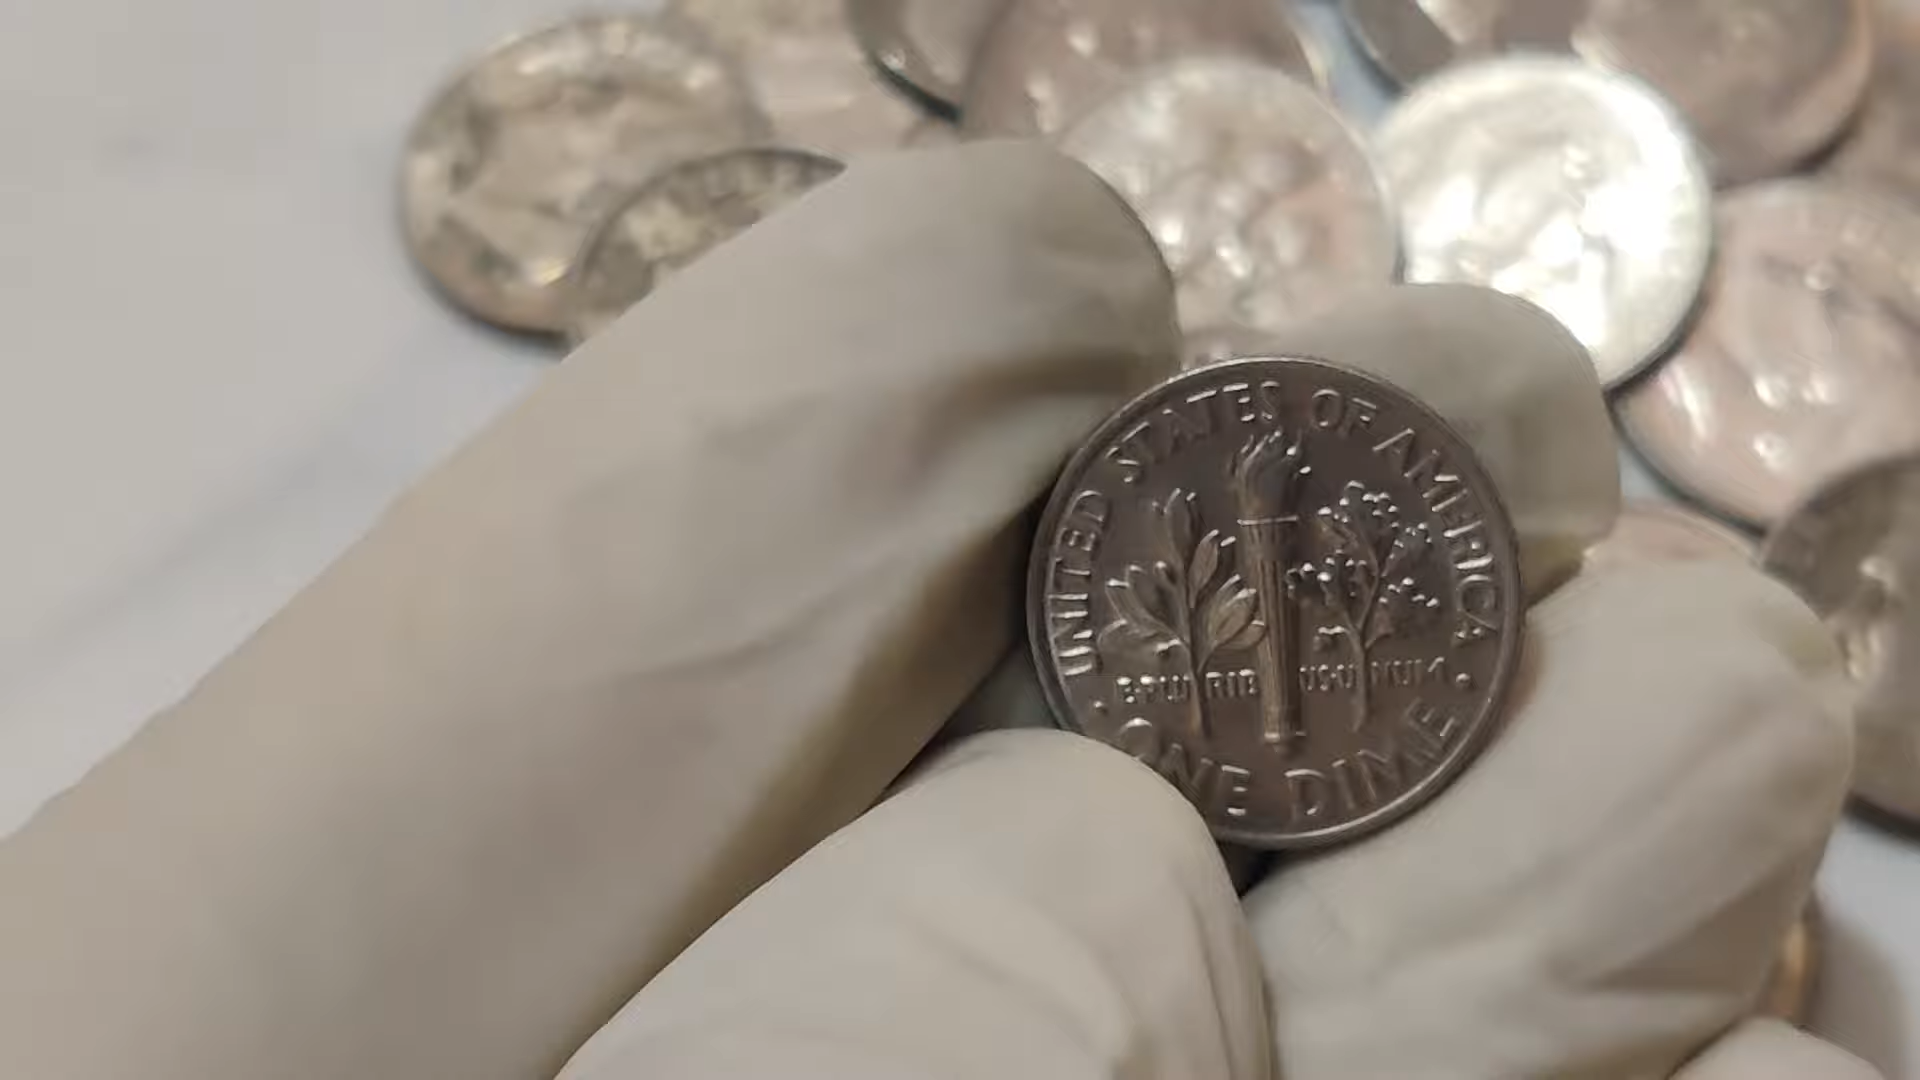 UNITED STATES OF AMERICA
· E PLURIBUS UNUM ·
ONE DIME